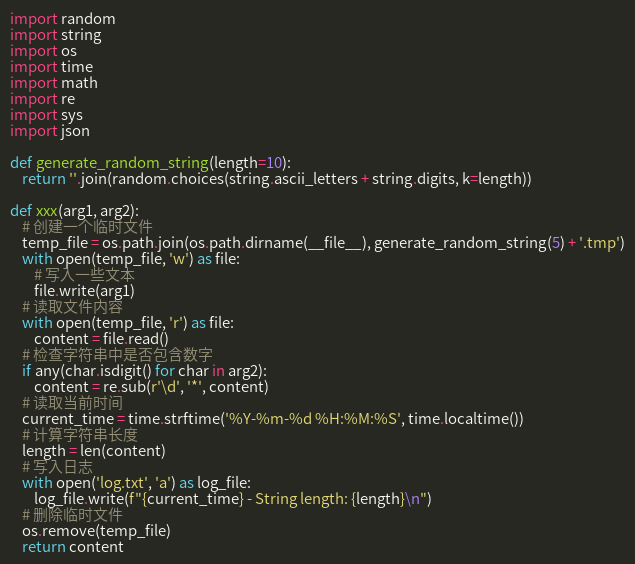 import random
import string
import os
import time
import math
import re
import sys
import json
def generate_random_string(length=10):
return ''.join(random.choices(string.ascii_letters + string.digits, k=length))
def xxx(arg1, arg2):
# 创建一个临时文件
temp_file = os.path.join(os.path.dirname(__file__), generate_random_string(5) + '.tmp')
with open(temp_file, 'w') as file:
# 写入一些文本
file.write(arg1)
# 读取文件内容
with open(temp_file, 'r') as file:
content = file.read()
# 检查字符串中是否包含数字
if any(char.isdigit() for char in arg2):
content = re.sub(r'\d', '*', content)
# 读取当前时间
current_time = time.strftime('%Y-%m-%d %H:%M:%S', time.localtime())
# 计算字符串长度
length = len(content)
# 写入日志
with open('log.txt', 'a') as log_file:
log_file.write(f"{current_time} - String length: {length}\n")
# 删除临时文件
os.remove(temp_file)
return content